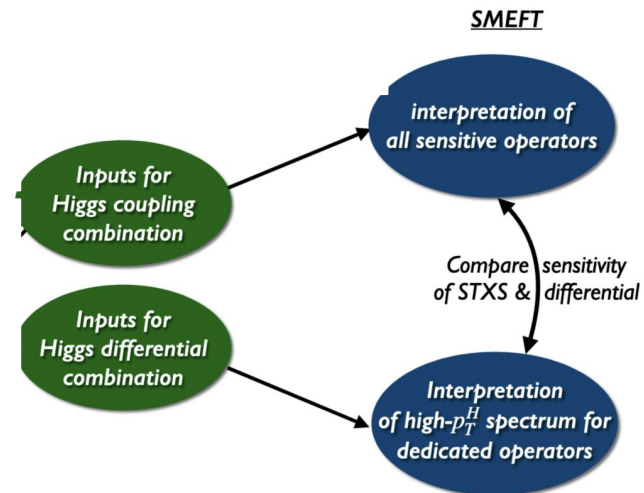 SMEFT
interpretation of
all sensitive operators
Inputs for
Higgs coupling
combination
Compare sensitivity
of STXS & differential
Inputs for
Higgs differential
combination
Interpretation
of high-p_T^H spectrum for
dedicated operators